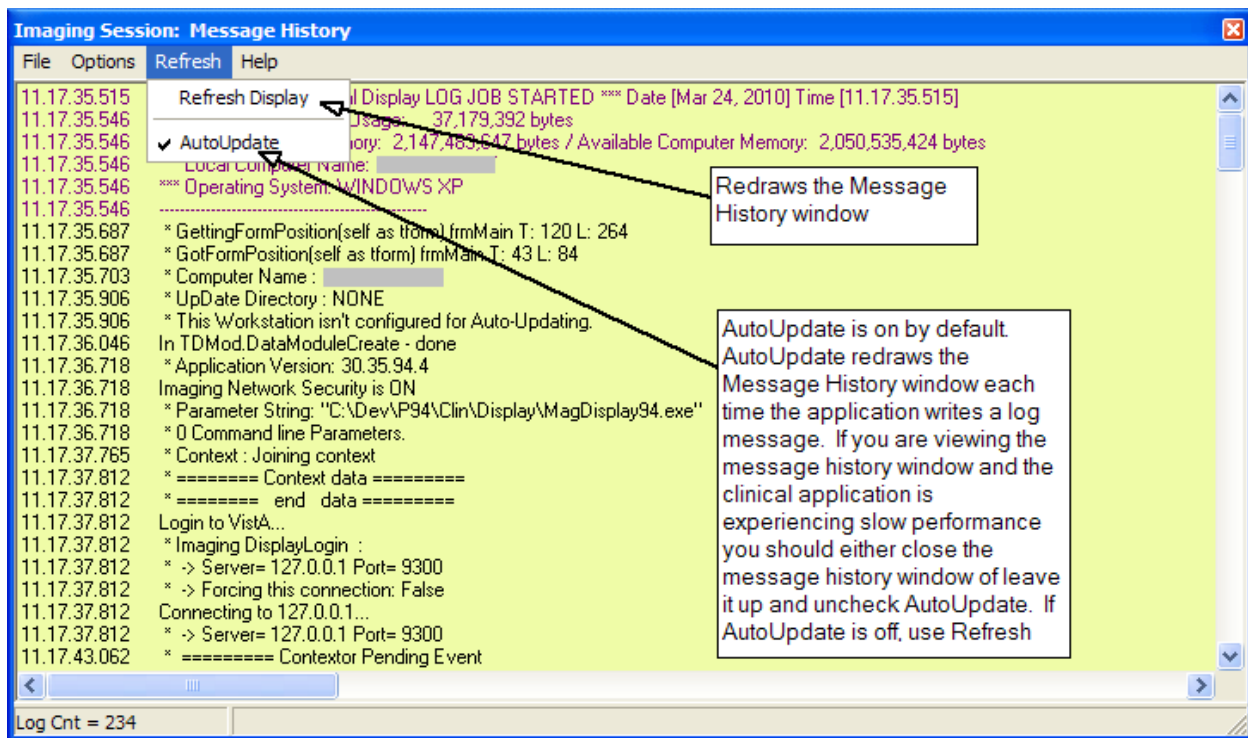 Imaging Session: Message History
File Options Refresh Help
Refresh Display
AutoUpdate
11.17.35.515 l Display LOG JOB STARTED *** Date [Mar 24, 2010] Time [11.17.35.515]
11.17.35.546 Usage: 37,179,392 bytes
11.17.35.546 ory: 2,147,483,647 bytes / Available Computer Memory: 2,050,535,424 bytes
11.17.35.546 Local Computer Name:
11.17.35.546 *** Operating System: WINDOWS XP
11.17.35.546 --------------------------------------------------
11.17.35.687 * GettingFormPosition(self as tform) frmMain T: 120 L: 264
11.17.35.687 * GotFormPosition(self as tform) frmMain T: 43 L: 84
11.17.35.703 * Computer Name :
11.17.35.906 * UpDate Directory : NONE
11.17.35.906 * This Workstation isn't configured for Auto-Updating.
11.17.36.046 In TDMod.DataModuleCreate - done
11.17.36.718 * Application Version: 30.35.94.4
11.17.36.718 Imaging Network Security is ON
11.17.36.718 * Parameter String: "C:\Dev\P94\Clin\Display\MagDisplay94.exe"
11.17.36.718 * 0 Command line Parameters.
11.17.37.765 * Context : Joining context
11.17.37.812 * ======== Context data =========
11.17.37.812 * ======== end data =========
11.17.37.812 Login to VistA...
11.17.37.812 * Imaging DisplayLogin :
11.17.37.812 * -> Server= 127.0.0.1 Port= 9300
11.17.37.812 * -> Forcing this connection: False
11.17.37.812 Connecting to 127.0.0.1...
11.17.37.812 * -> Server= 127.0.0.1 Port= 9300
11.17.43.062 * ========= Contextor Pending Event
Redraws the Message
History window
AutoUpdate is on by default.
AutoUpdate redraws the
Message History window each
time the application writes a log
message. If you are viewing the
message history window and the
clinical application is
experiencing slow performance
you should either close the
message history window of leave
it up and uncheck AutoUpdate. If
AutoUpdate is off, use Refresh
Log Cnt = 234